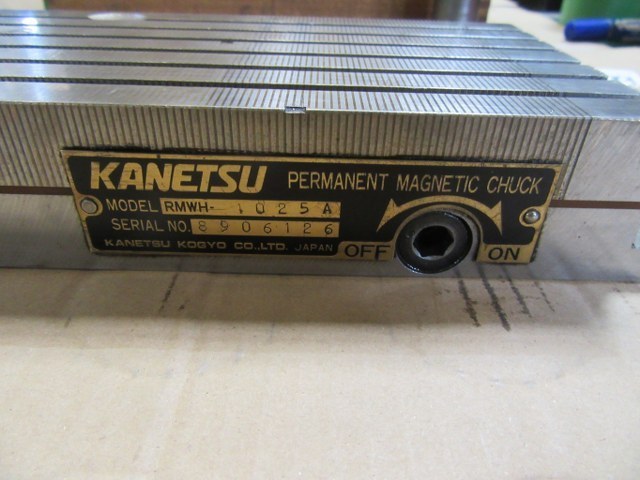 KANETSU PERMANENT MAGNETIC CHUCK
MODEL RMWH- 1025A
SERIAL NO. 8906126
KANETSU KOGYO CO.,LTD. JAPAN OFF ON